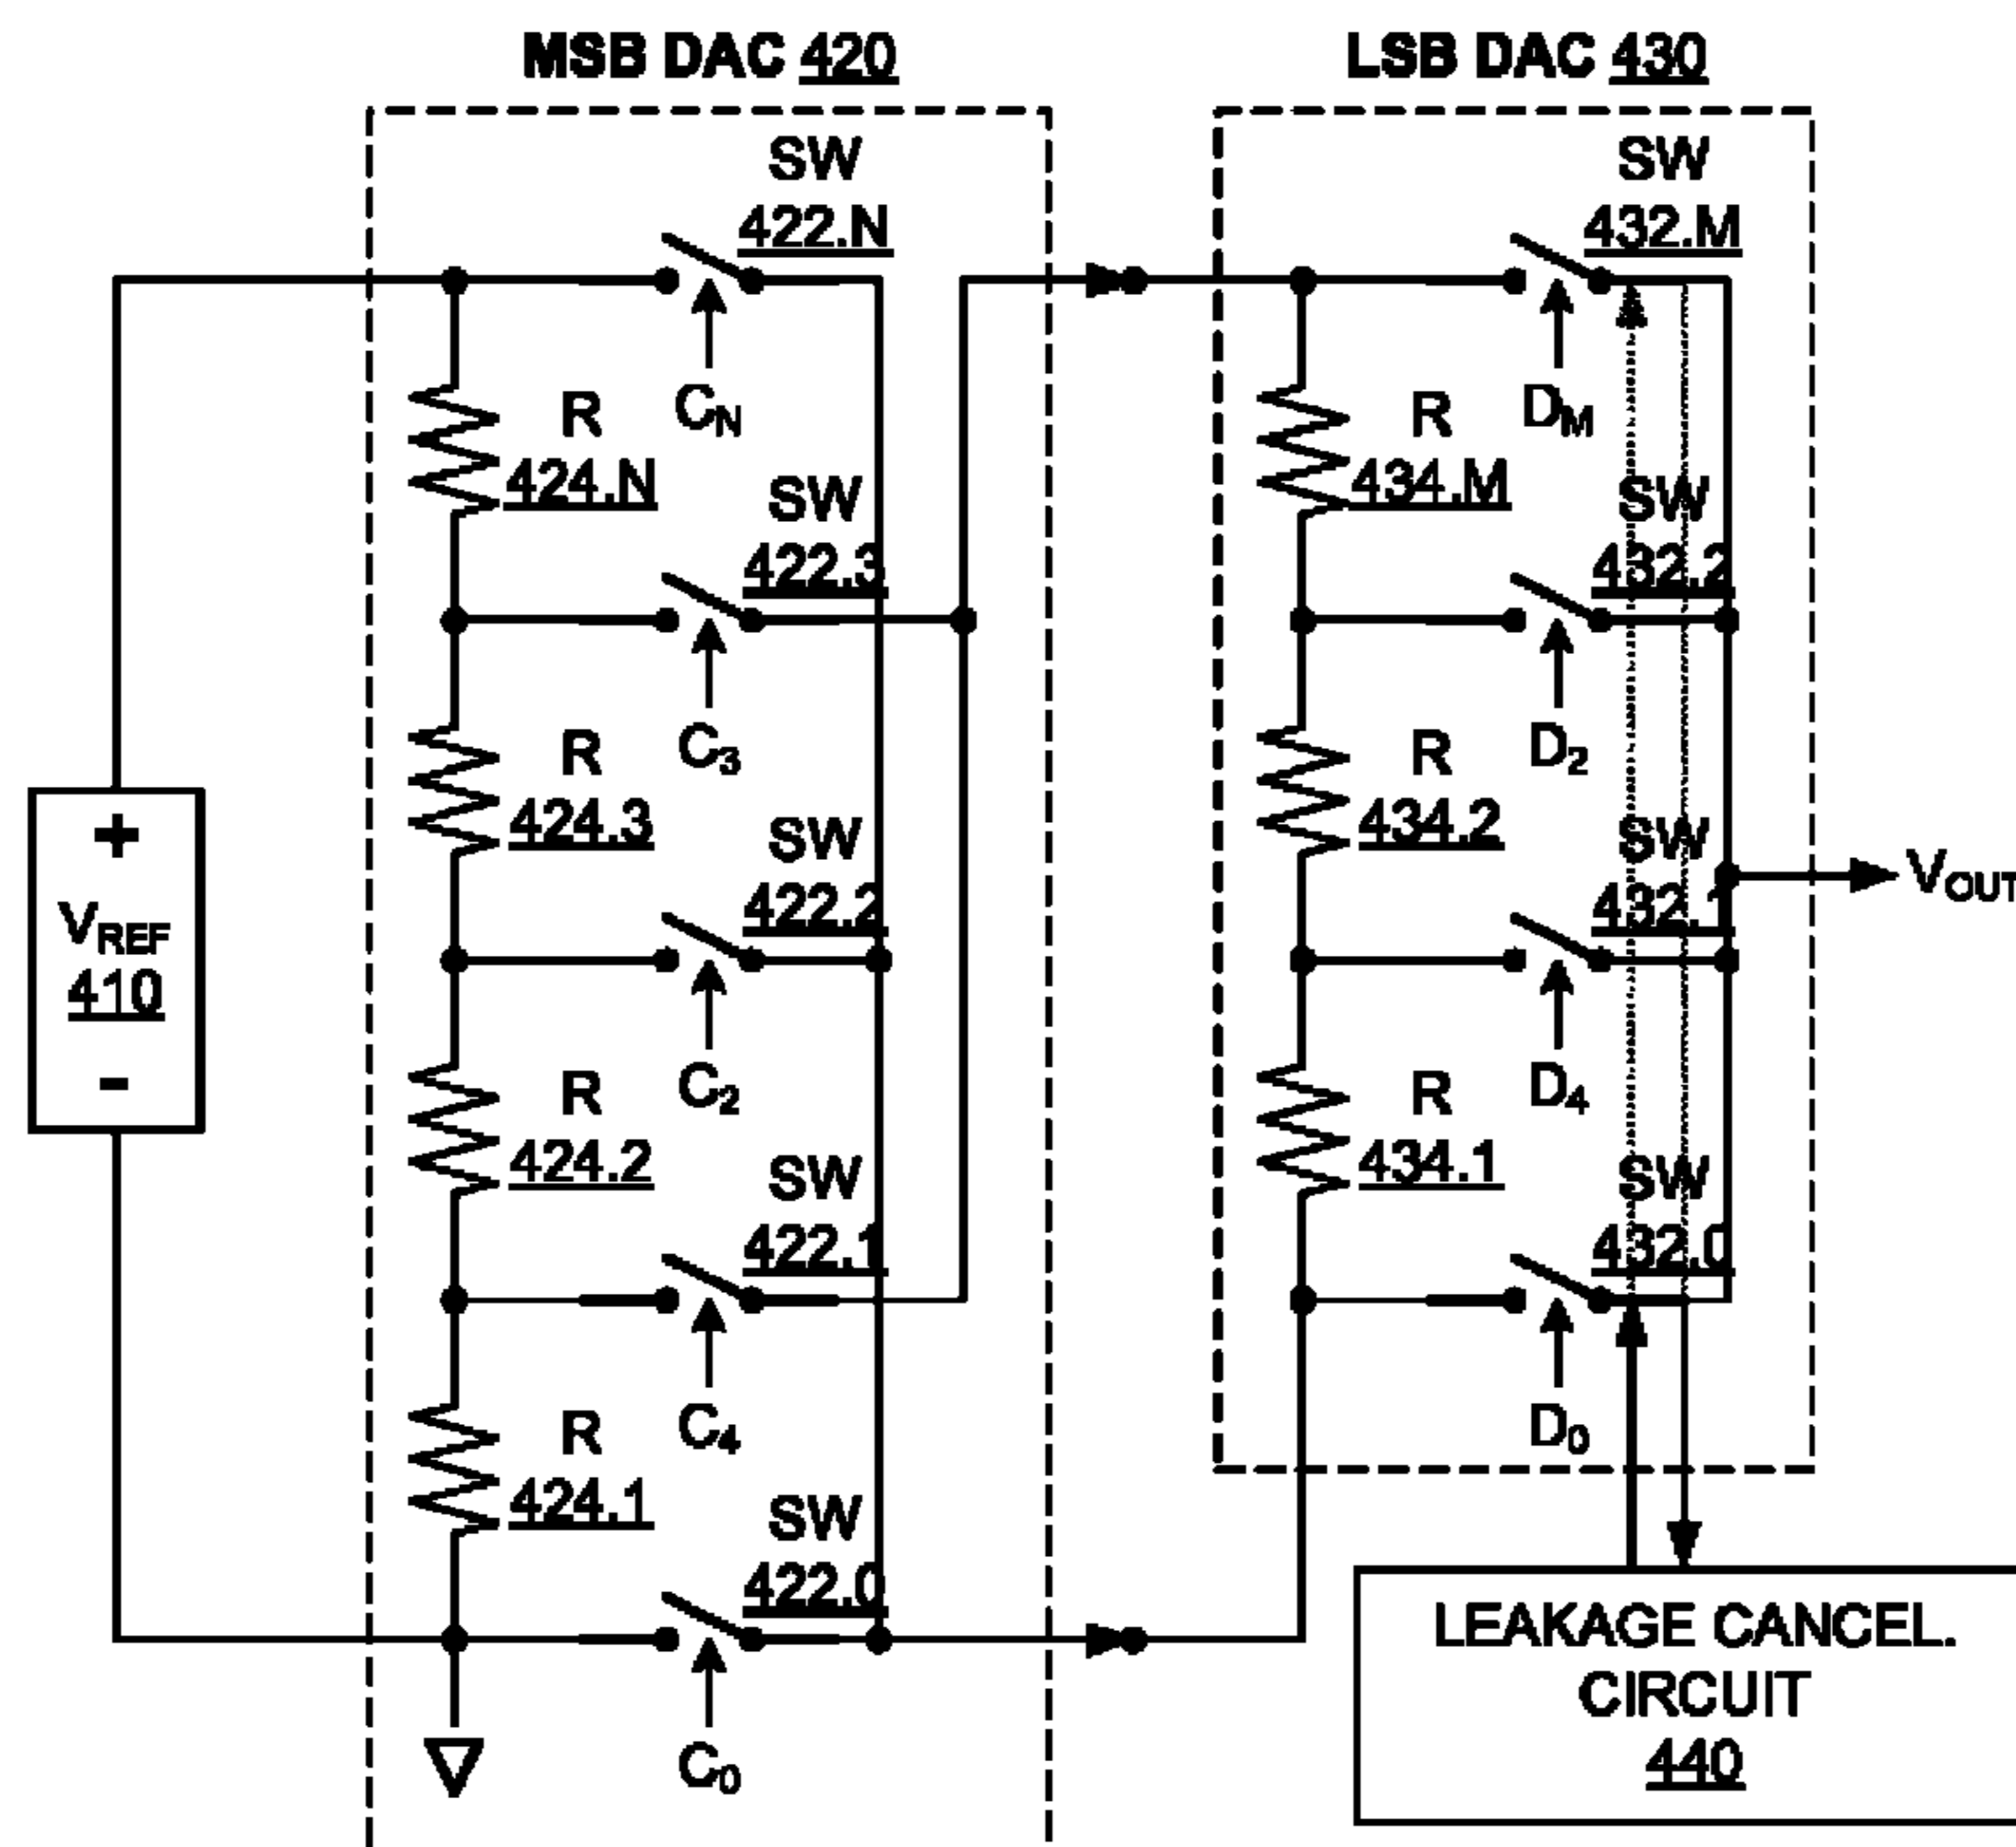 MSB DAC 420
LSB DAC 430
SW
422.N
SW
432.M
R
424.N
C_N
R
434.M
D_M
SW
422.3
SW
432.2
R
424.3
C_3
R
434.2
D_2
SW
422.2
SW
432.1
V_OUT
+
V_REF
410
-
R
424.2
C_2
R
434.1
D_4
SW
422.1
SW
432.0
R
424.1
C_4
D_0
SW
422.0
C_0
LEAKAGE CANCEL.
CIRCUIT
440